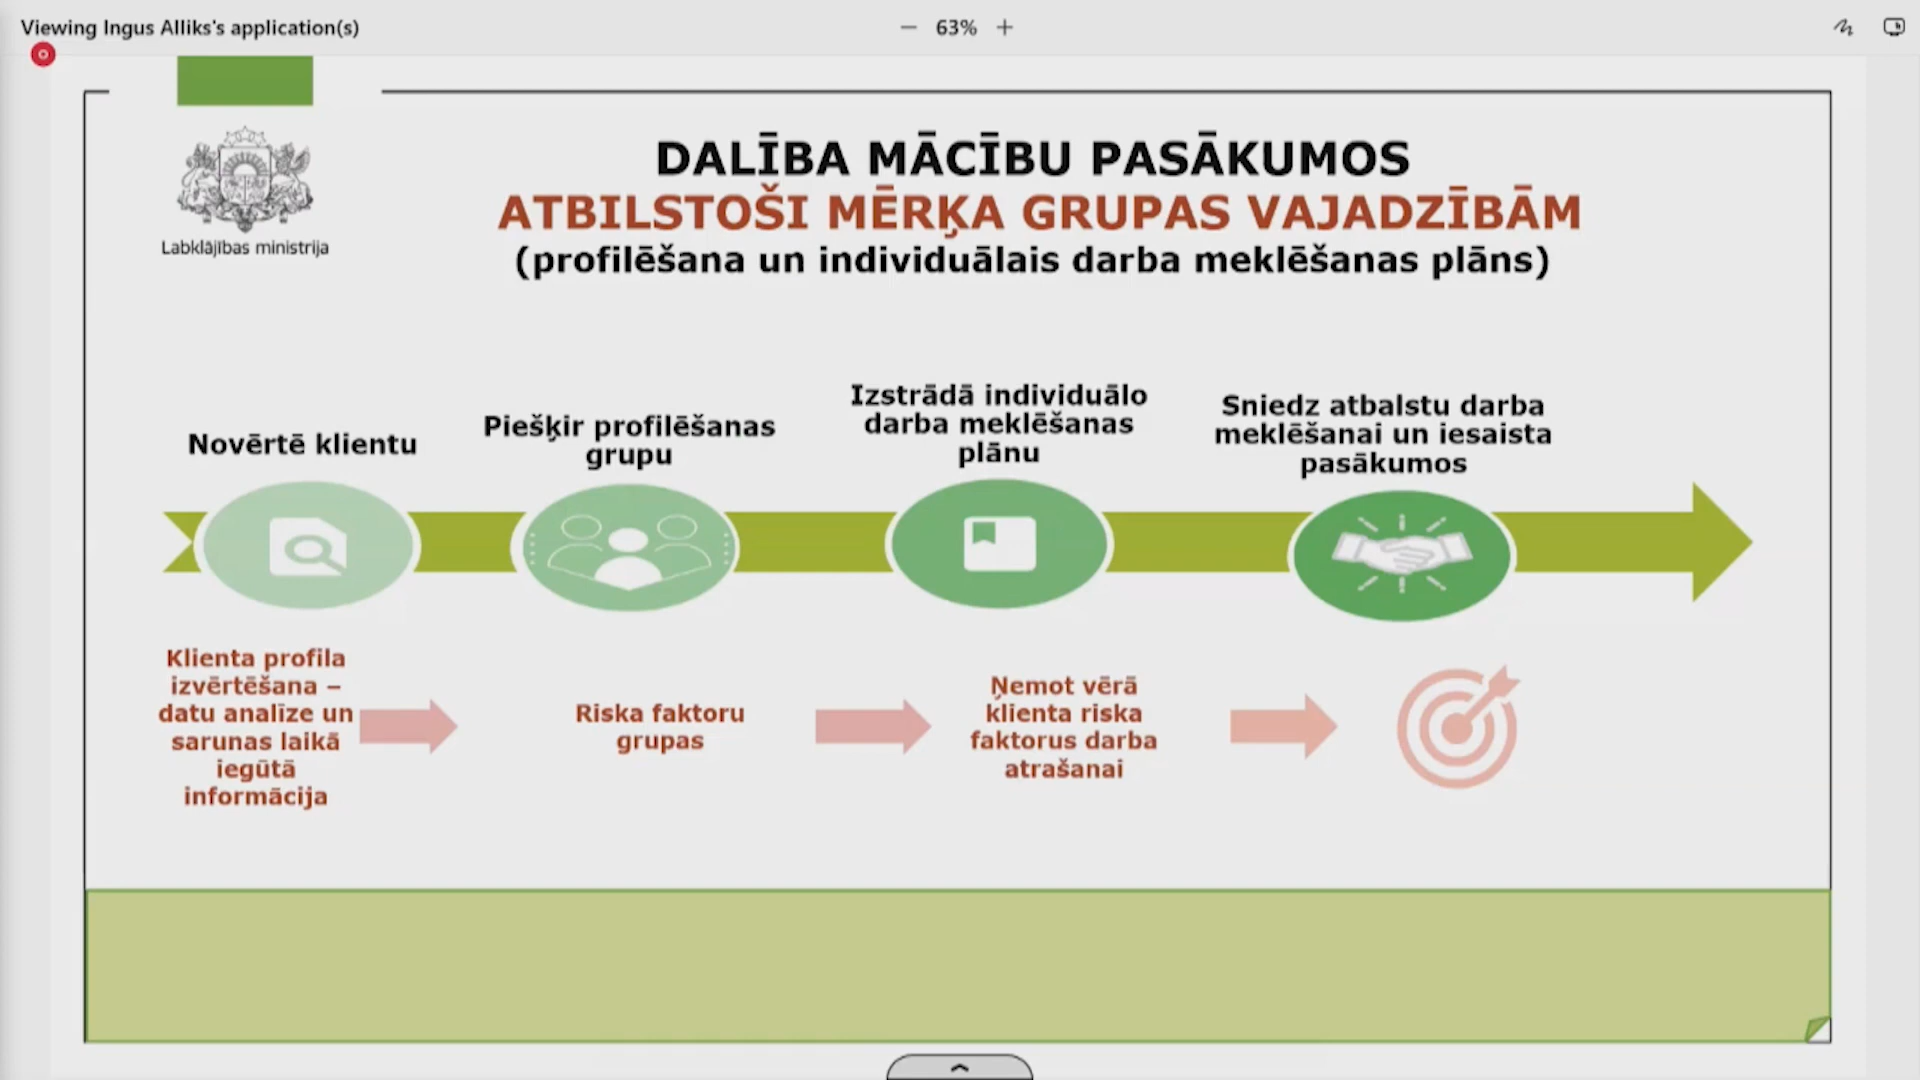 Viewing Ingus Alliks's application(s)
63%
Labklājības ministrija
DALĪBA MĀCĪBU PASĀKUMOS
ATBILSTOŠI MĒRĶA GRUPAS VAJADZĪBĀM
(profilēšana un individuālais darba meklēšanas plāns)
Novērtē klientu
Piešķir profilēšanas
grupu
Izstrādā individuālo
darba meklēšanas
plānu
Sniedz atbalstu darba
meklēšanai un iesaista
pasākumos
Klienta profila
izvērtēšana –
datu analīze un
sarunas laikā
iegūtā
informācija
Riska faktoru
grupas
Ņemot vērā
klienta riska
faktorus darba
atrašanai